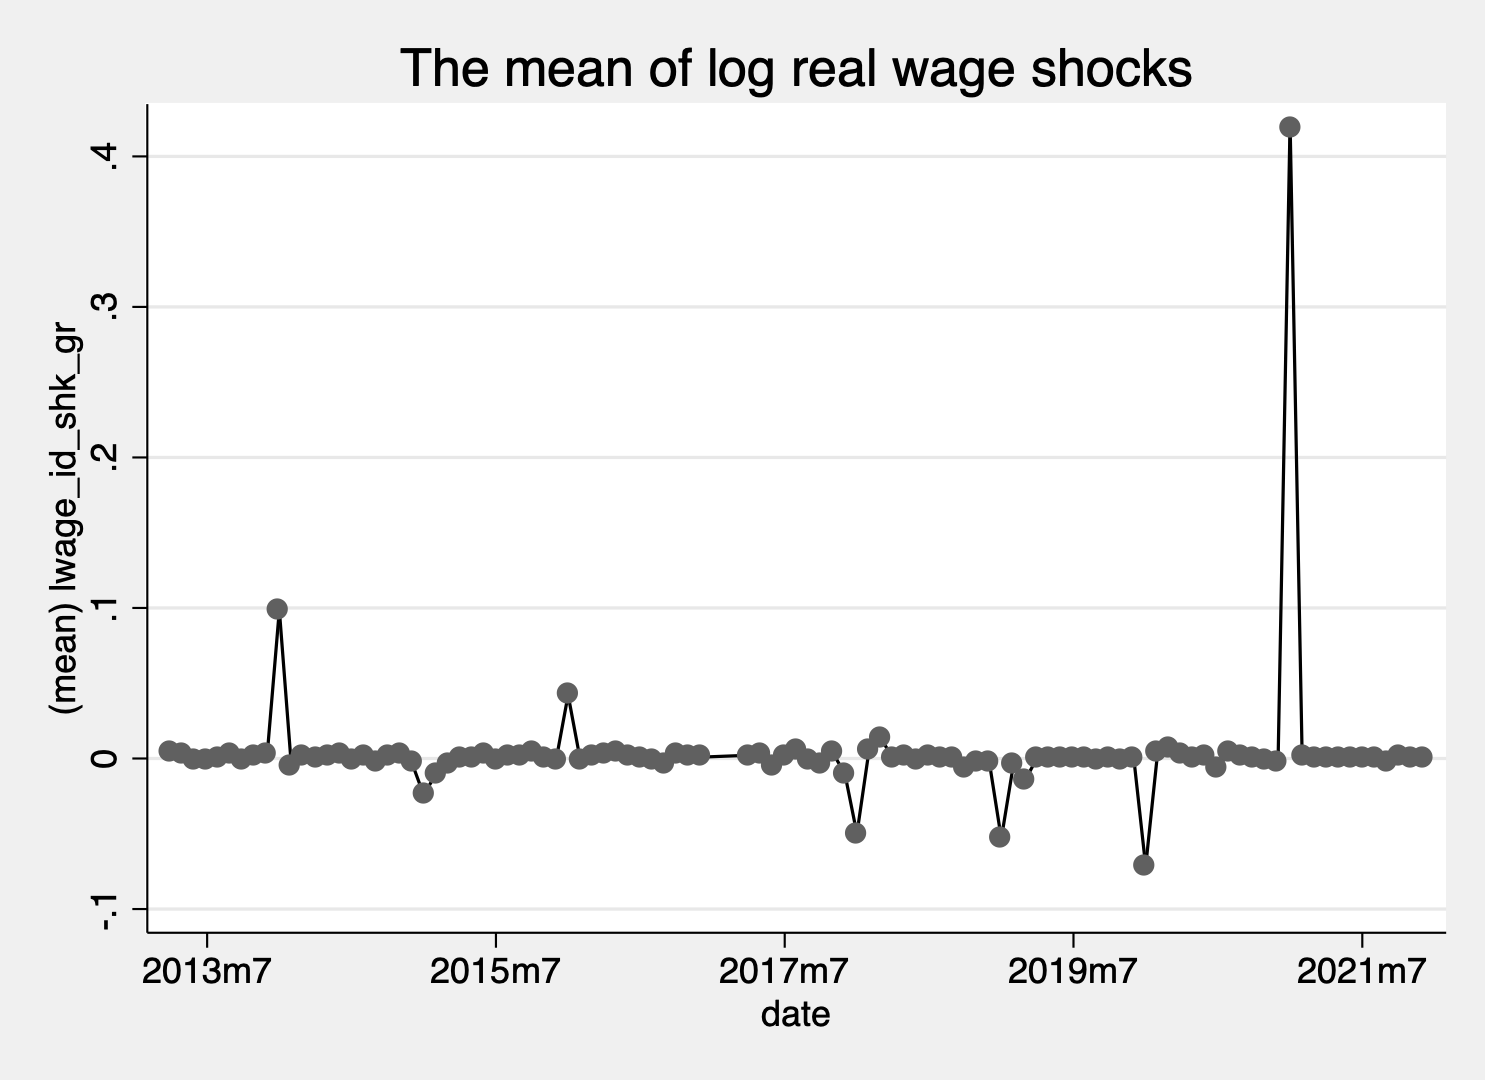 The mean of log real wage shocks
(mean) lwage_id_shk_gr
.4
.3
.2
.1
0
-.1
2013m7 2015m7 2017m7 2019m7 2021m7
date